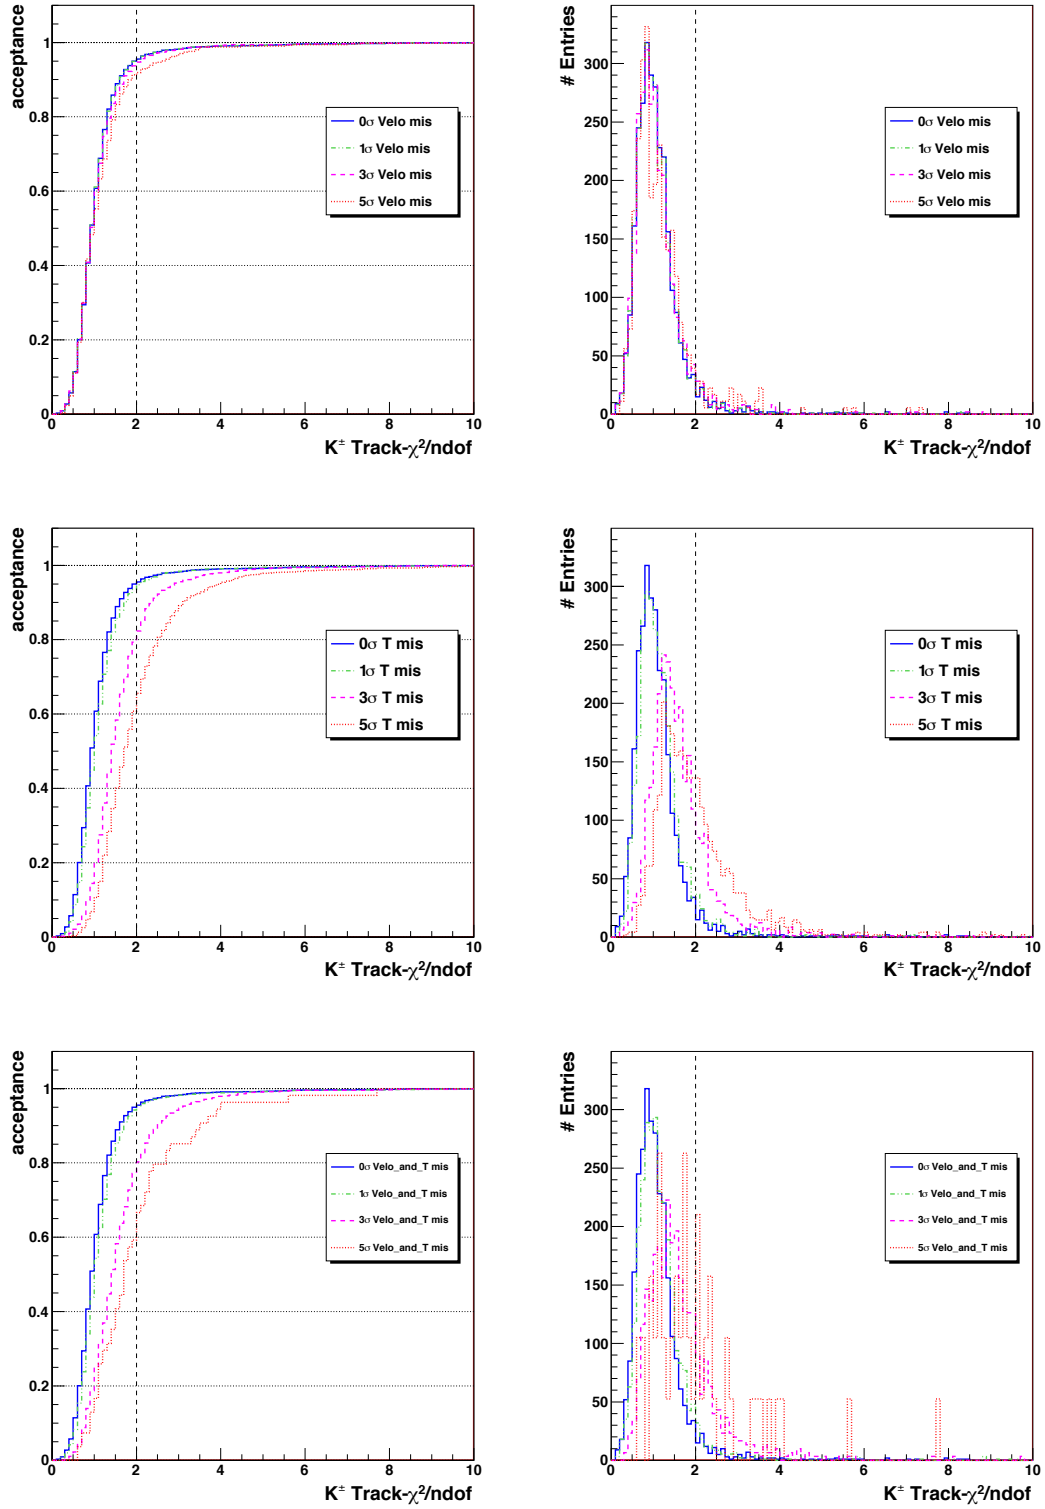 acceptance
1
0.8
0.6
0.4
0.2
0
0 2 4 6 8 10
K± Track-χ²/ndof
0σ Velo mis
1σ Velo mis
3σ Velo mis
5σ Velo mis
# Entries
300
250
200
150
100
50
0
0 2 4 6 8 10
K± Track-χ²/ndof
0σ Velo mis
1σ Velo mis
3σ Velo mis
5σ Velo mis
acceptance
1
0.8
0.6
0.4
0.2
0
0 2 4 6 8 10
K± Track-χ²/ndof
0σ T mis
1σ T mis
3σ T mis
5σ T mis
# Entries
300
250
200
150
100
50
0
0 2 4 6 8 10
K± Track-χ²/ndof
0σ T mis
1σ T mis
3σ T mis
5σ T mis
acceptance
1
0.8
0.6
0.4
0.2
0
0 2 4 6 8 10
K± Track-χ²/ndof
0σ Velo_and_T mis
1σ Velo_and_T mis
3σ Velo_and_T mis
5σ Velo_and_T mis
# Entries
300
250
200
150
100
50
0
0 2 4 6 8 10
K± Track-χ²/ndof
0σ Velo_and_T mis
1σ Velo_and_T mis
3σ Velo_and_T mis
5σ Velo_and_T mis